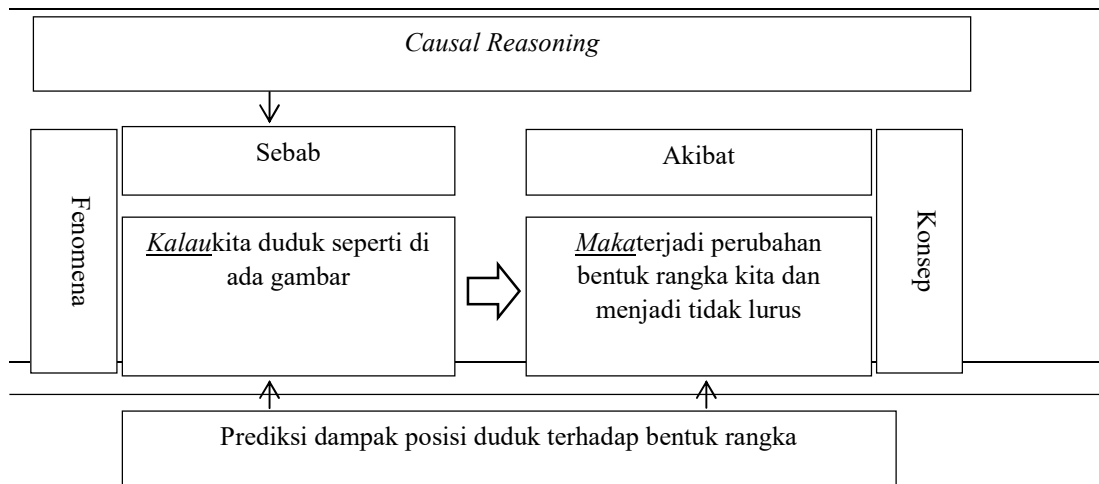 Causal Reasoning
Sebab
Akibat
Fenomena
Kalaukita duduk seperti di
ada gambar
Makaterjadi perubahan
bentuk rangka kita dan
menjadi tidak lurus
Konsep
Prediksi dampak posisi duduk terhadap bentuk rangka